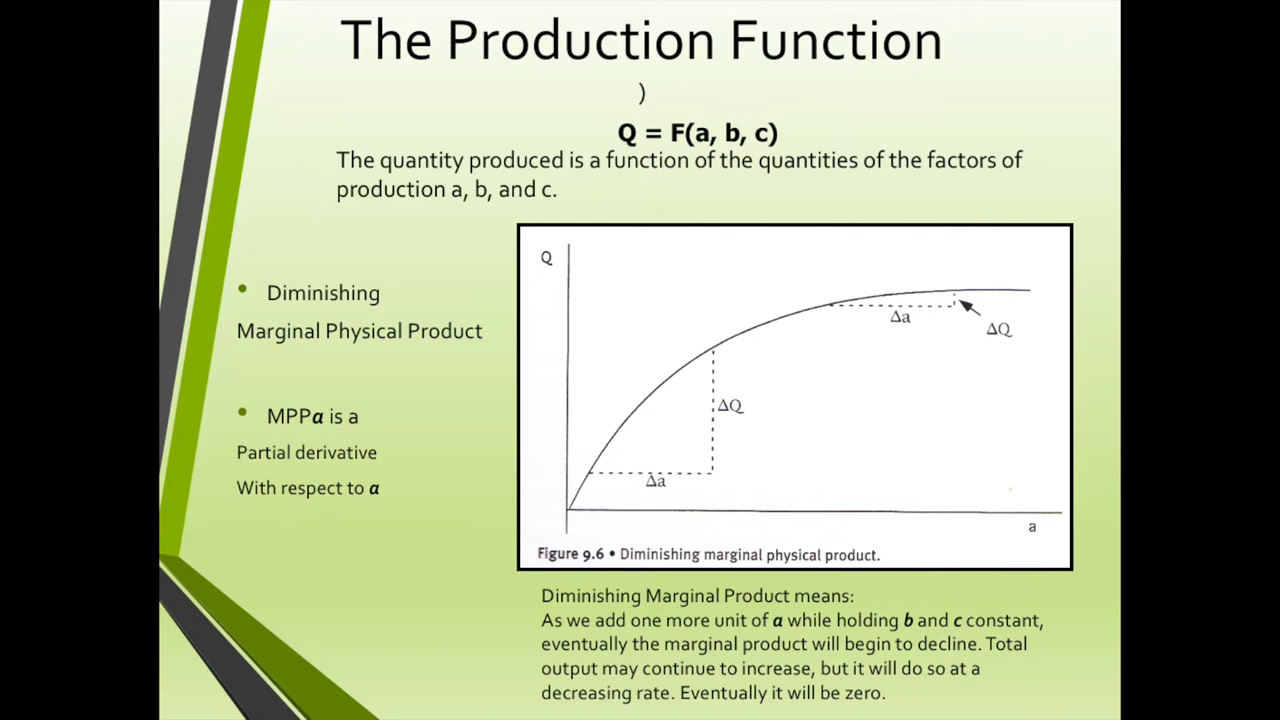 The Production Function
)
Q = F(a, b, c)
The quantity produced is a function of the quantities of the factors of
production a, b, and c.
• Diminishing
Marginal Physical Product
• MPPa is a
Partial derivative
With respect to a
Q
Δa
ΔQ
ΔQ
Δa
a
Figure 9.6 • Diminishing marginal physical product.
Diminishing Marginal Product means:
As we add one more unit of a while holding b and c constant,
eventually the marginal product will begin to decline. Total
output may continue to increase, but it will do so at a
decreasing rate. Eventually it will be zero.